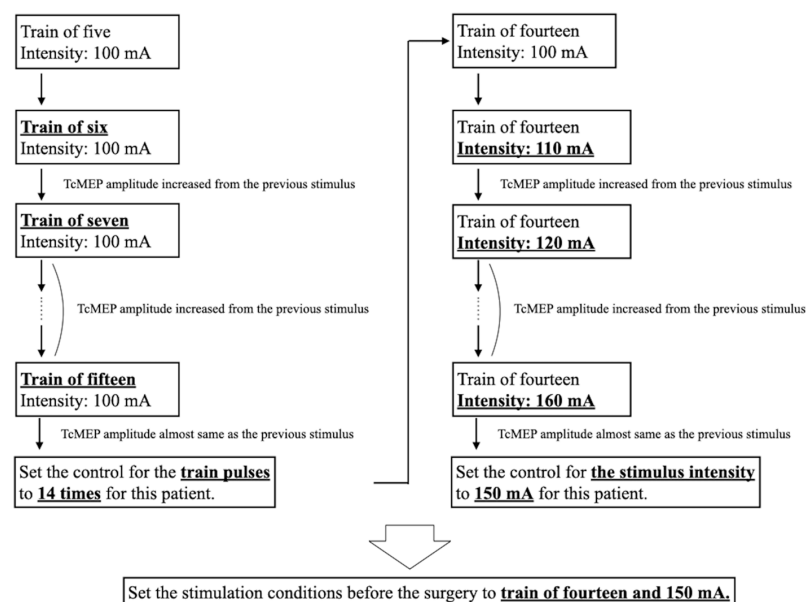 Train of five
Intensity: 100 mA
Train of six
Intensity: 100 mA
TcMEP amplitude increased from the previous stimulus
Train of seven
Intensity: 100 mA
TcMEP amplitude increased from the previous stimulus
Train of fifteen
Intensity: 100 mA
TcMEP amplitude almost same as the previous stimulus
Set the control for the train pulses
to 14 times for this patient.
Train of fourteen
Intensity: 100 mA
Train of fourteen
Intensity: 110 mA
TcMEP amplitude increased from the previous stimulus
Train of fourteen
Intensity: 120 mA
TcMEP amplitude increased from the previous stimulus
Train of fourteen
Intensity: 160 mA
TcMEP amplitude almost same as the previous stimulus
Set the control for the stimulus intensity
to 150 mA for this patient.
Set the stimulation conditions before the surgery to train of fourteen and 150 mA.